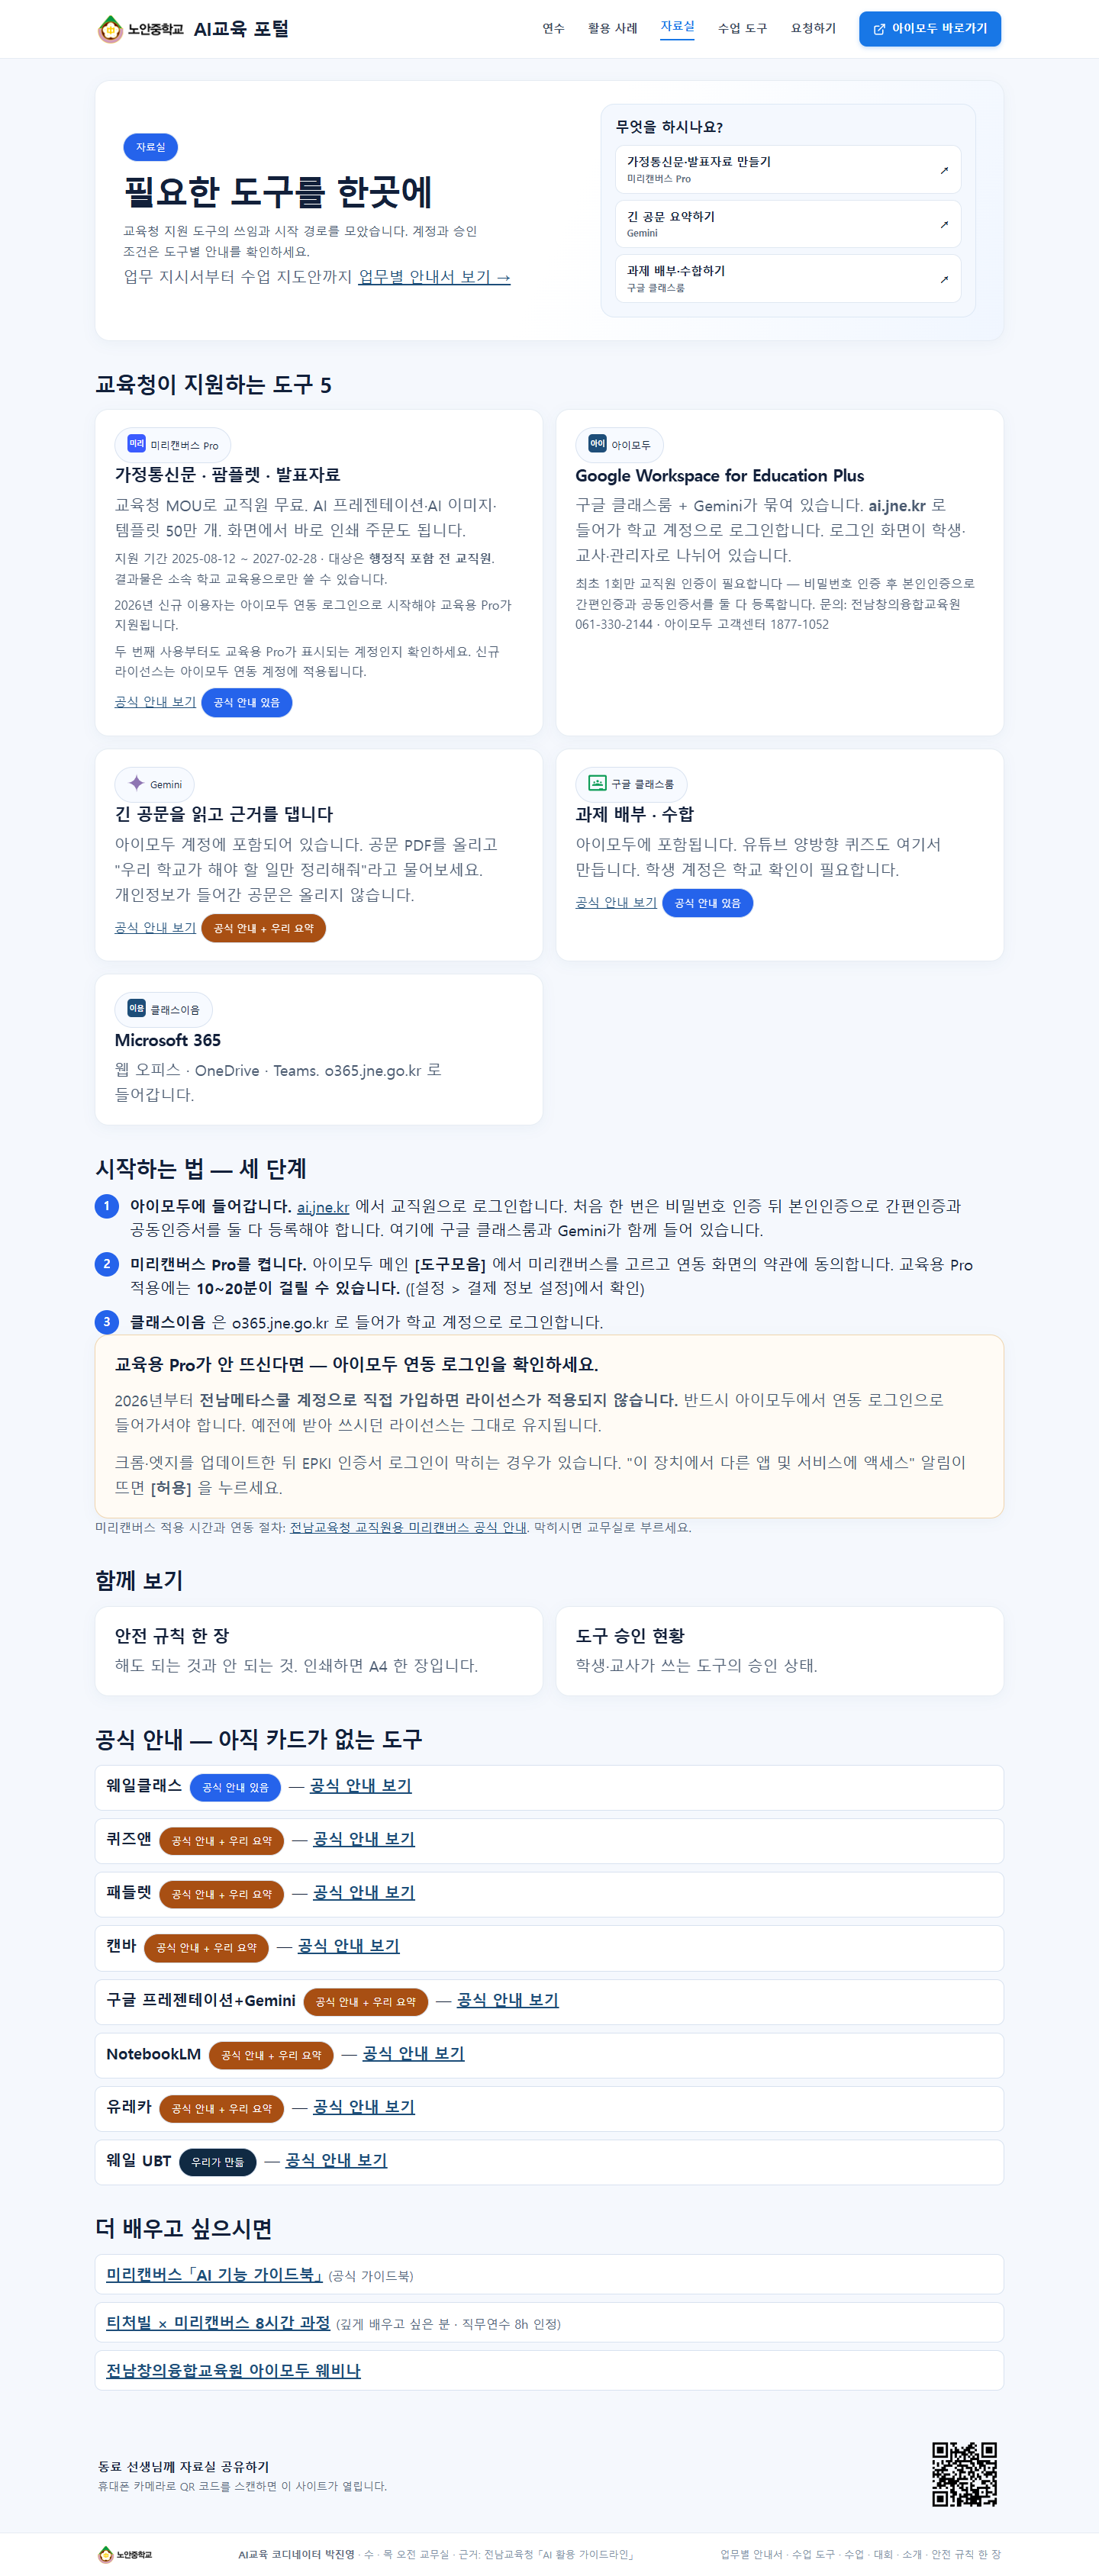 노안중학교 AI교육 포털
연수 활용 사례 자료실 수업 도구 요청하기 아이모두 바로가기
자료실
필요한 도구를 한곳에
교육청 지원 도구의 쓰임과 시작 경로를 모았습니다. 계정과 승인
조건은 도구별 안내를 확인하세요.
업무 지시서부터 수업 지도안까지 업무별 안내서 보기 →
무엇을 하시나요?
가정통신문·발표자료 만들기
미리캔버스 Pro
긴 공문 요약하기
Gemini
과제 배부·수합하기
구글 클래스룸
교육청이 지원하는 도구 5
미리 미리캔버스 Pro
가정통신문 · 팜플렛 · 발표자료
교육청 MOU로 교직원 무료. AI 프레젠테이션·AI 이미지·
템플릿 50만 개. 화면에서 바로 인쇄 주문도 됩니다.
지원 기간 2025-08-12 ~ 2027-02-28 · 대상은 행정직 포함 전 교직원.
결과물은 소속 학교 교육용으로만 쓸 수 있습니다.
2026년 신규 이용자는 아이모두 연동 로그인으로 시작해야 교육용 Pro가
지원됩니다.
두 번째 사용부터도 교육용 Pro가 표시되는 계정인지 확인하세요. 신규
라이선스는 아이모두 연동 계정에 적용됩니다.
공식 안내 보기 공식 안내 있음
아이 아이모두
Google Workspace for Education Plus
구글 클래스룸 + Gemini가 묶여 있습니다. ai.jne.kr 로
들어가 학교 계정으로 로그인합니다. 로그인 화면이 학생·
교사·관리자로 나뉘어 있습니다.
최초 1회만 교직원 인증이 필요합니다 — 비밀번호 인증 후 본인인증으로
간편인증과 공동인증서를 둘 다 등록합니다. 문의: 전남창의융합교육원
061-330-2144 · 아이모두 고객센터 1877-1052
Gemini
긴 공문을 읽고 근거를 댑니다
아이모두 계정에 포함되어 있습니다. 공문 PDF를 올리고
"우리 학교가 해야 할 일만 정리해줘"라고 물어보세요.
개인정보가 들어간 공문은 올리지 않습니다.
공식 안내 보기 공식 안내 + 우리 요약
구글 클래스룸
과제 배부 · 수합
아이모두에 포함됩니다. 유튜브 양방향 퀴즈도 여기서
만듭니다. 학생 계정은 학교 확인이 필요합니다.
공식 안내 보기 공식 안내 있음
이음 클래스이음
Microsoft 365
웹 오피스 · OneDrive · Teams. o365.jne.go.kr 로
들어갑니다.
시작하는 법 — 세 단계
1 아이모두에 들어갑니다. ai.jne.kr 에서 교직원으로 로그인합니다. 처음 한 번은 비밀번호 인증 뒤 본인인증으로 간편인증과
공동인증서를 둘 다 등록해야 합니다. 여기에 구글 클래스룸과 Gemini가 함께 들어 있습니다.
2 미리캔버스 Pro를 켭니다. 아이모두 메인 [도구모음] 에서 미리캔버스를 고르고 연동 화면의 약관에 동의합니다. 교육용 Pro
적용에는 10~20분이 걸릴 수 있습니다. ([설정 > 결제 정보 설정]에서 확인)
3 클래스이음 은 o365.jne.go.kr 로 들어가 학교 계정으로 로그인합니다.
교육용 Pro가 안 뜨신다면 — 아이모두 연동 로그인을 확인하세요.
2026년부터 전남메타스쿨 계정으로 직접 가입하면 라이선스가 적용되지 않습니다. 반드시 아이모두에서 연동 로그인으로
들어가셔야 합니다. 예전에 받아 쓰시던 라이선스는 그대로 유지됩니다.
크롬·엣지를 업데이트한 뒤 EPKI 인증서 로그인이 막히는 경우가 있습니다. "이 장치에서 다른 앱 및 서비스에 액세스" 알림이
뜨면 [허용] 을 누르세요.
미리캔버스 적용 시간과 연동 절차: 전남교육청 교직원용 미리캔버스 공식 안내. 막히시면 교무실로 부르세요.
함께 보기
안전 규칙 한 장
해도 되는 것과 안 되는 것. 인쇄하면 A4 한 장입니다.
도구 승인 현황
학생·교사가 쓰는 도구의 승인 상태.
공식 안내 — 아직 카드가 없는 도구
웨일클래스 공식 안내 있음 — 공식 안내 보기
퀴즈앤 공식 안내 + 우리 요약 — 공식 안내 보기
패들렛 공식 안내 + 우리 요약 — 공식 안내 보기
캔바 공식 안내 + 우리 요약 — 공식 안내 보기
구글 프레젠테이션+Gemini 공식 안내 + 우리 요약 — 공식 안내 보기
NotebookLM 공식 안내 + 우리 요약 — 공식 안내 보기
유레카 공식 안내 + 우리 요약 — 공식 안내 보기
웨일 UBT 우리가 만듦 — 공식 안내 보기
더 배우고 싶으시면
미리캔버스 「AI 기능 가이드북」 (공식 가이드북)
티처빌 × 미리캔버스 8시간 과정 (깊게 배우고 싶은 분 · 직무연수 8h 인정)
전남창의융합교육원 아이모두 웨비나
동료 선생님께 자료실 공유하기
휴대폰 카메라로 QR 코드를 스캔하면 이 사이트가 열립니다.
노안중학교 AI교육 코디네이터 박진영 · 수 · 목 오전 교무실 · 근거: 전남교육청 「AI 활용 가이드라인」 업무별 안내서 · 수업 도구 · 수업 · 대회 · 소개 · 안전 규칙 한 장